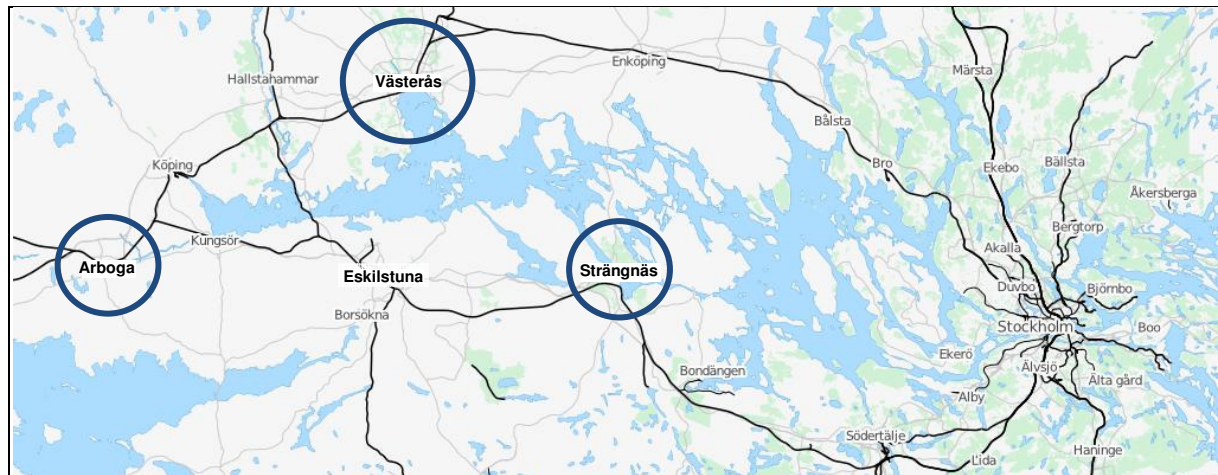 Västerås
Enköping
Märsta
Hallstahammar
Bålsta
Köping
Bro
Ekebo
Bällsta
Åkersberga
Bergtorp
Kungsör
Akalla
Arboga
Strängnäs
Eskilstuna
Duvbo
Björnbo
Borsökna
Stockholm
Boo
Ekerö
Älvsjö
Bondängen
Älta gård
Alby
Södertälje
Haninge
L'ida